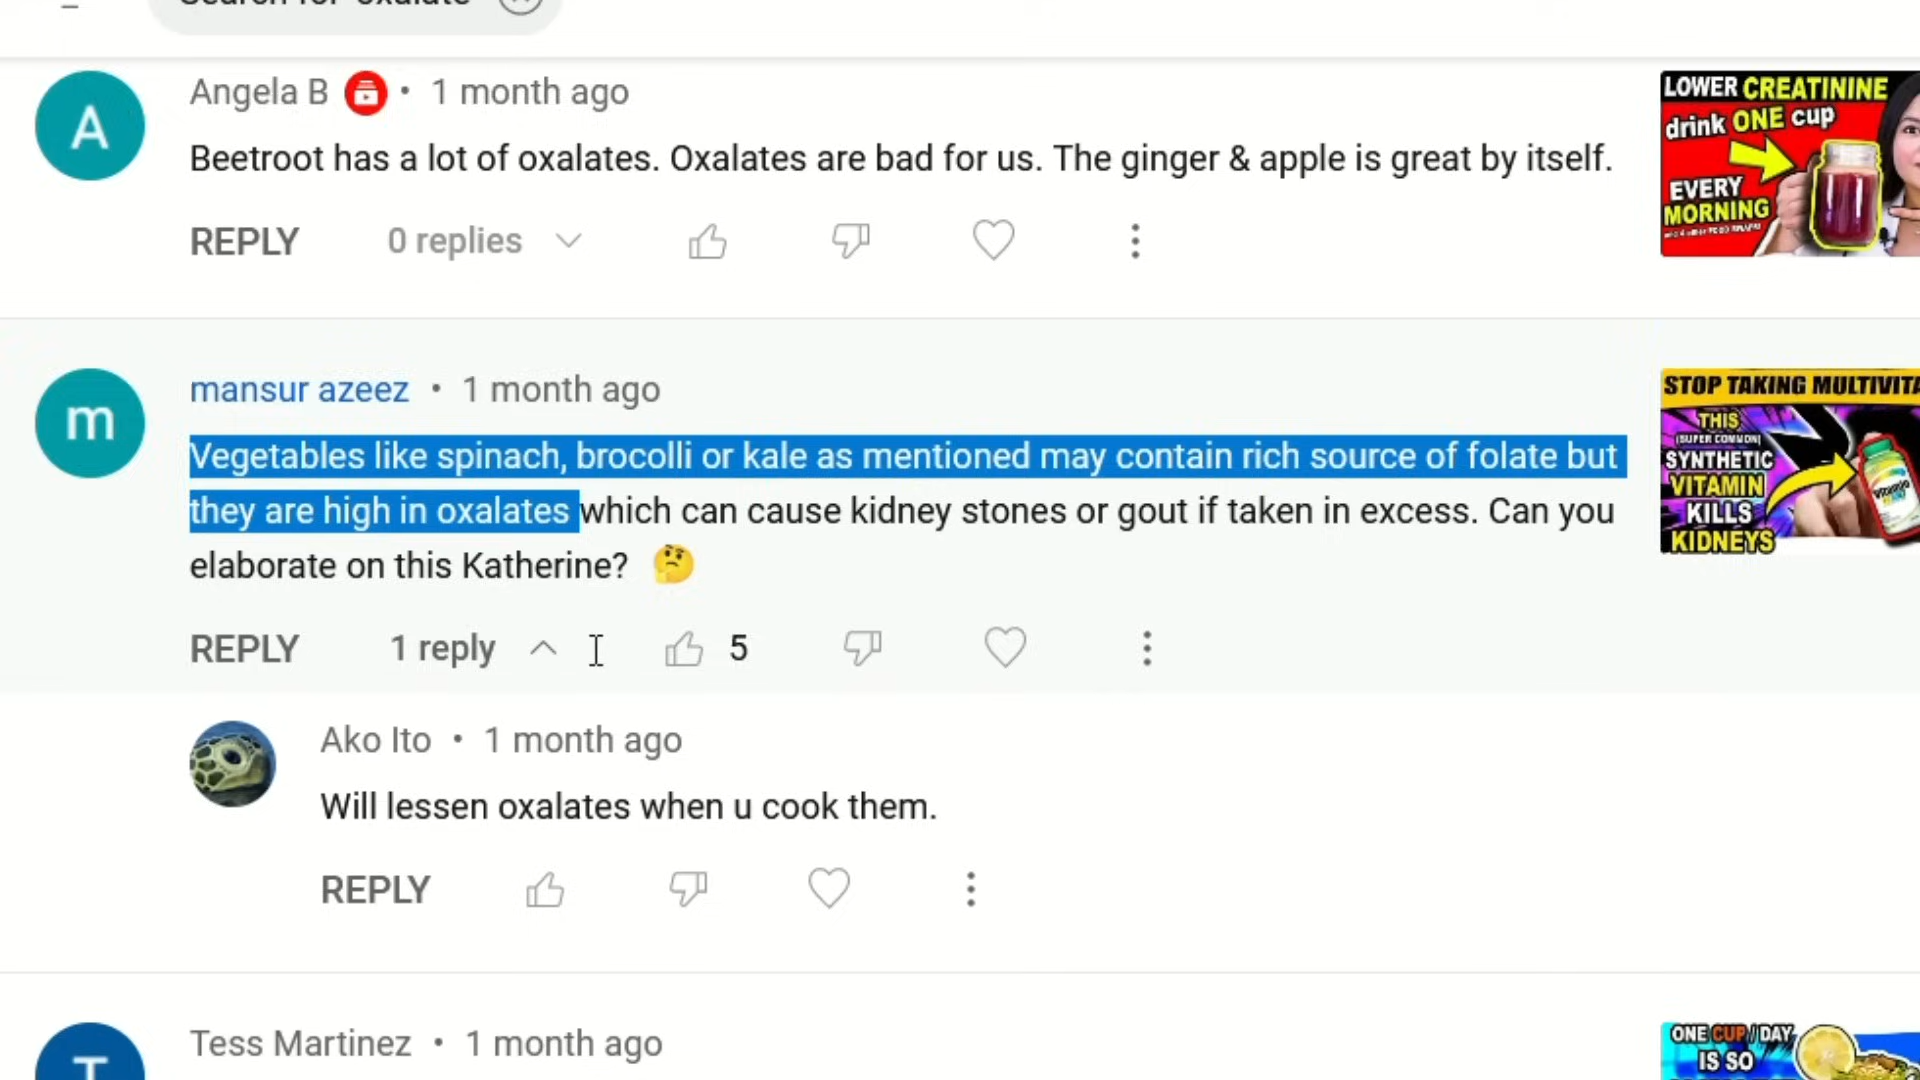 Search for "oxalate"
Angela B • 1 month ago
A
Beetroot has a lot of oxalates. Oxalates are bad for us. The ginger & apple is great by itself.
REPLY 0 replies
LOWER CREATININE
drink ONE cup
EVERY
MORNING
mansur azeez • 1 month ago
m
Vegetables like spinach, brocolli or kale as mentioned may contain rich source of folate but
they are high in oxalates which can cause kidney stones or gout if taken in excess. Can you
elaborate on this Katherine? 🤔
REPLY 1 reply 5
STOP TAKING MULTIVITA
THIS
(SUPER COMMON)
SYNTHETIC
VITAMIN
KILLS
KIDNEYS
Ako Ito • 1 month ago
Will lessen oxalates when u cook them.
REPLY
Tess Martinez • 1 month ago
T
ONE CUP/DAY
IS SO